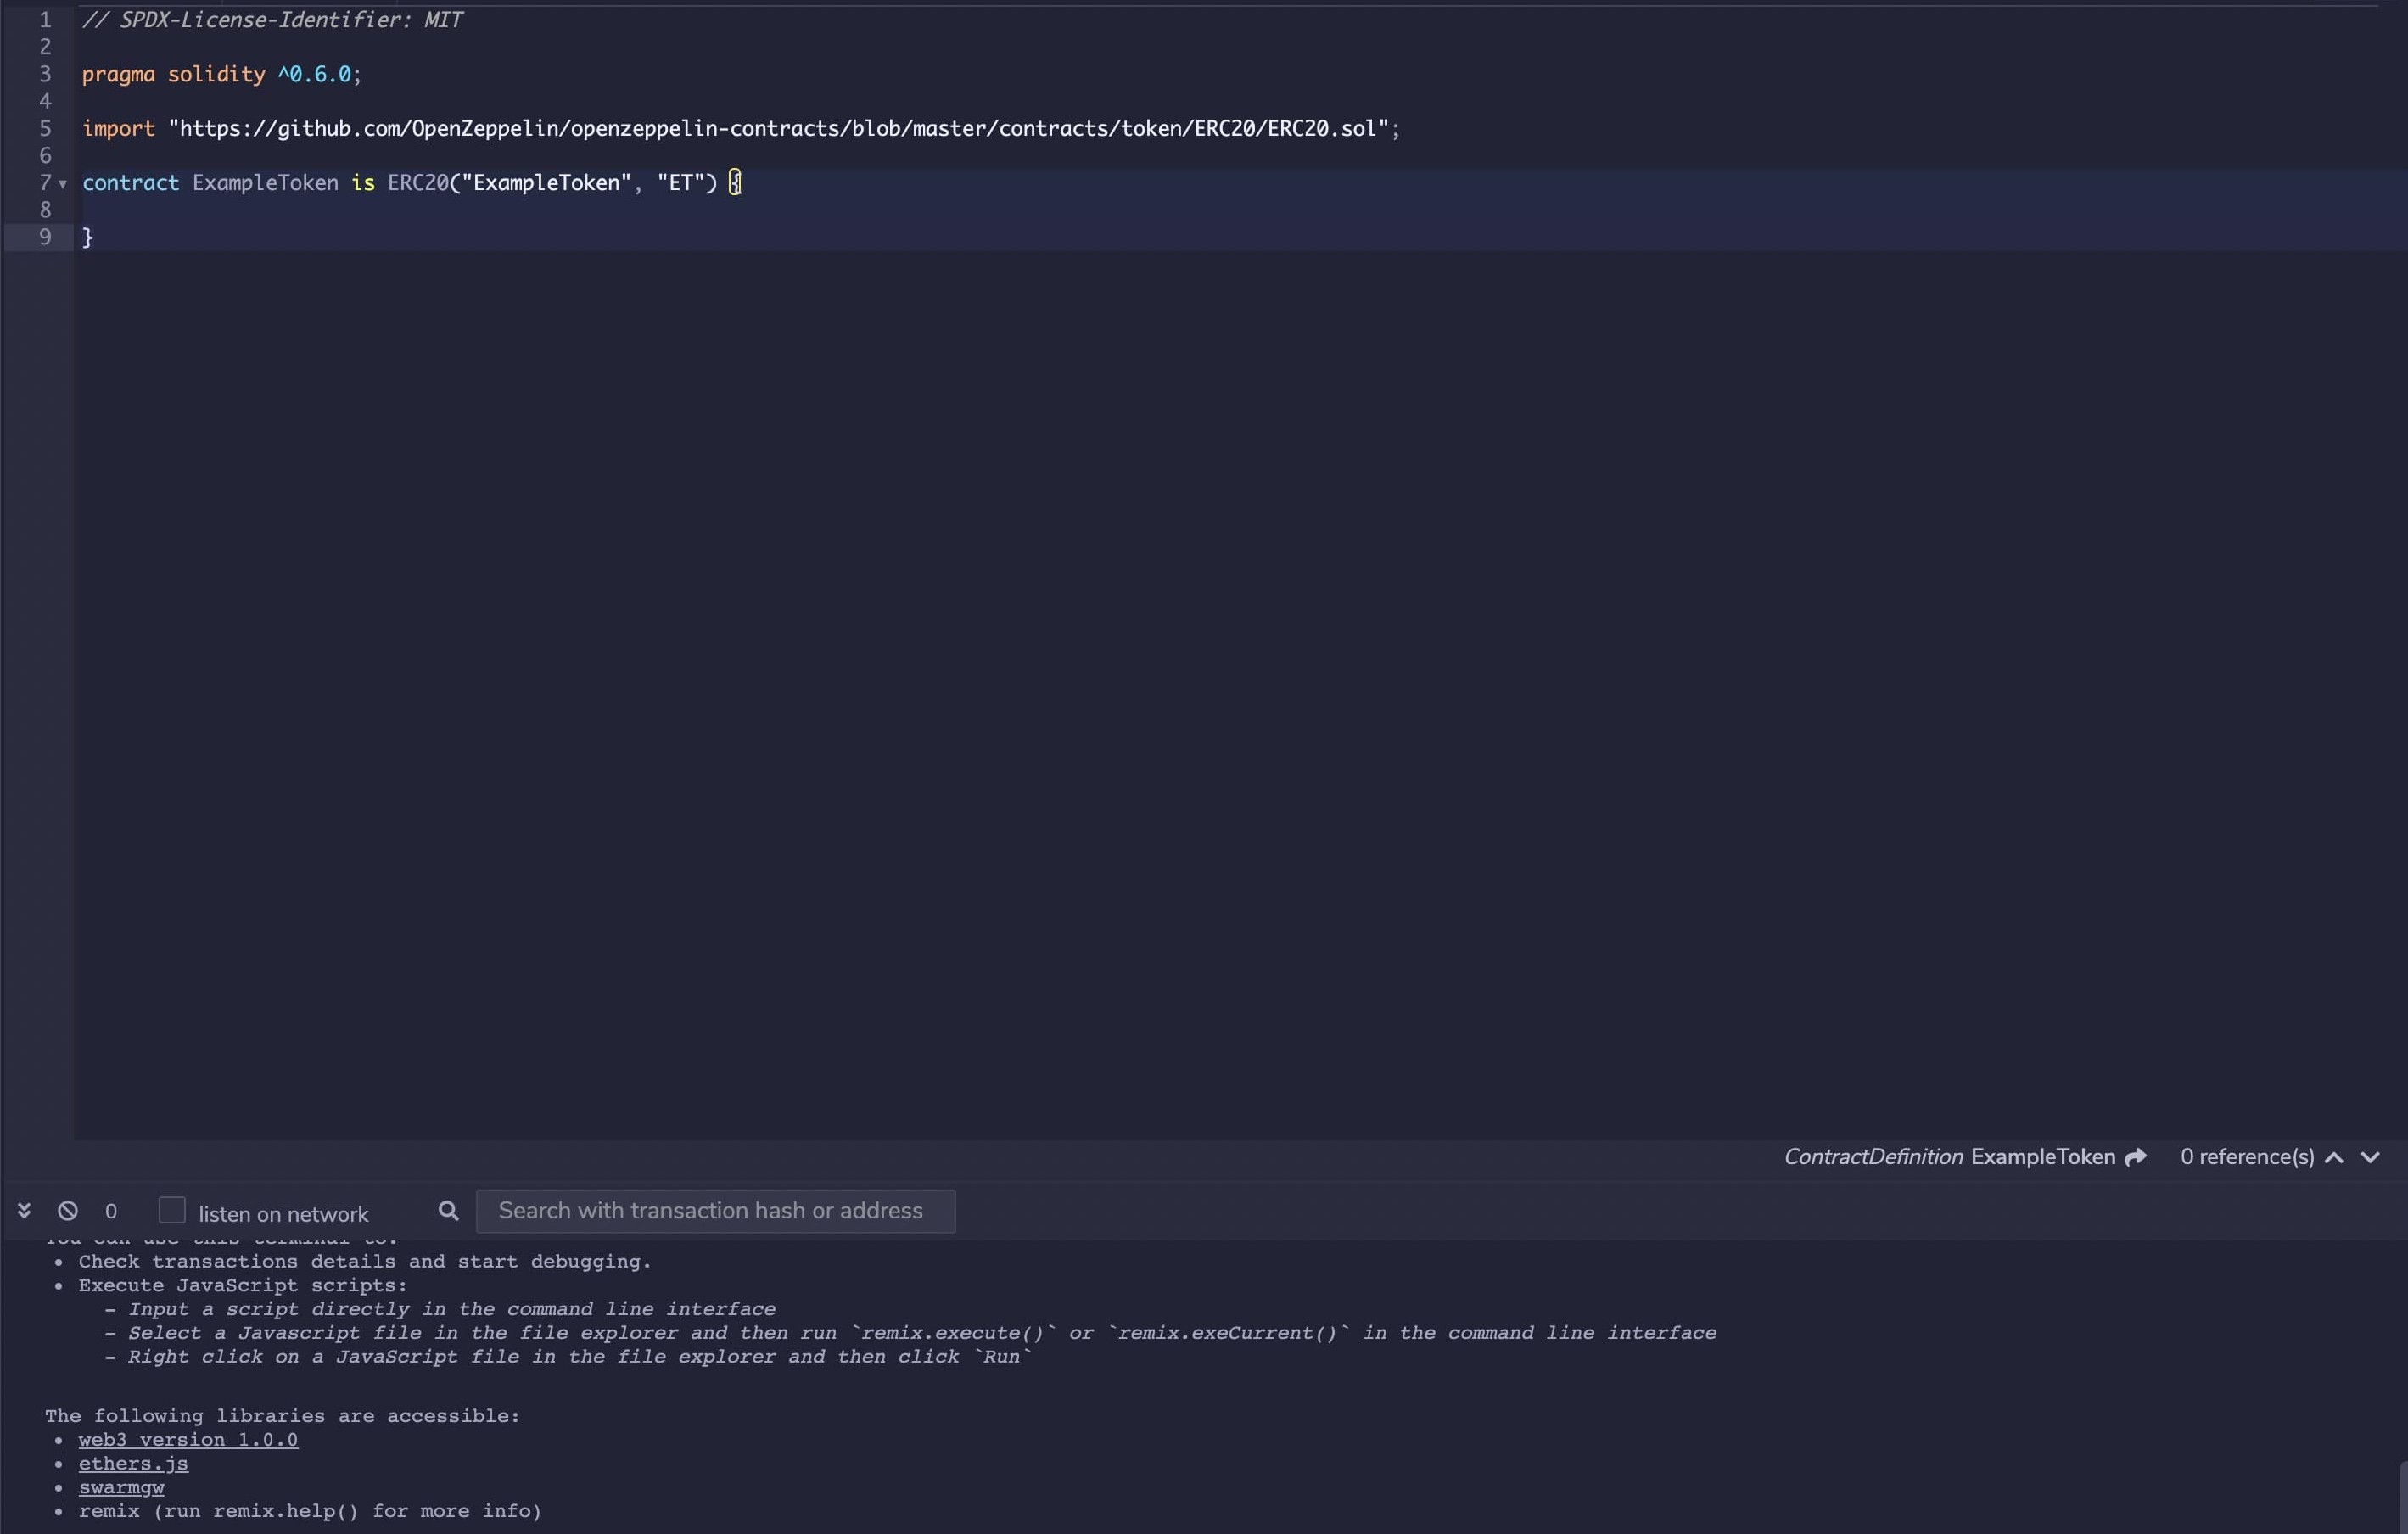 1 // SPDX-License-Identifier: MIT
2
3 pragma solidity ^0.6.0;
4
5 import "https://github.com/OpenZeppelin/openzeppelin-contracts/blob/master/contracts/token/ERC20/ERC20.sol";
6
7 contract ExampleToken is ERC20("ExampleToken", "ET") {
8
9 }
ContractDefinition ExampleToken 0 reference(s)
0 listen on network Search with transaction hash or address
You can use this terminal to:
• Check transactions details and start debugging.
• Execute JavaScript scripts:
- Input a script directly in the command line interface
- Select a Javascript file in the file explorer and then run `remix.execute()` or `remix.exeCurrent()` in the command line interface
- Right click on a JavaScript file in the file explorer and then click `Run`
The following libraries are accessible:
• web3 version 1.0.0
• ethers.js
• swarmgw
• remix (run remix.help() for more info)